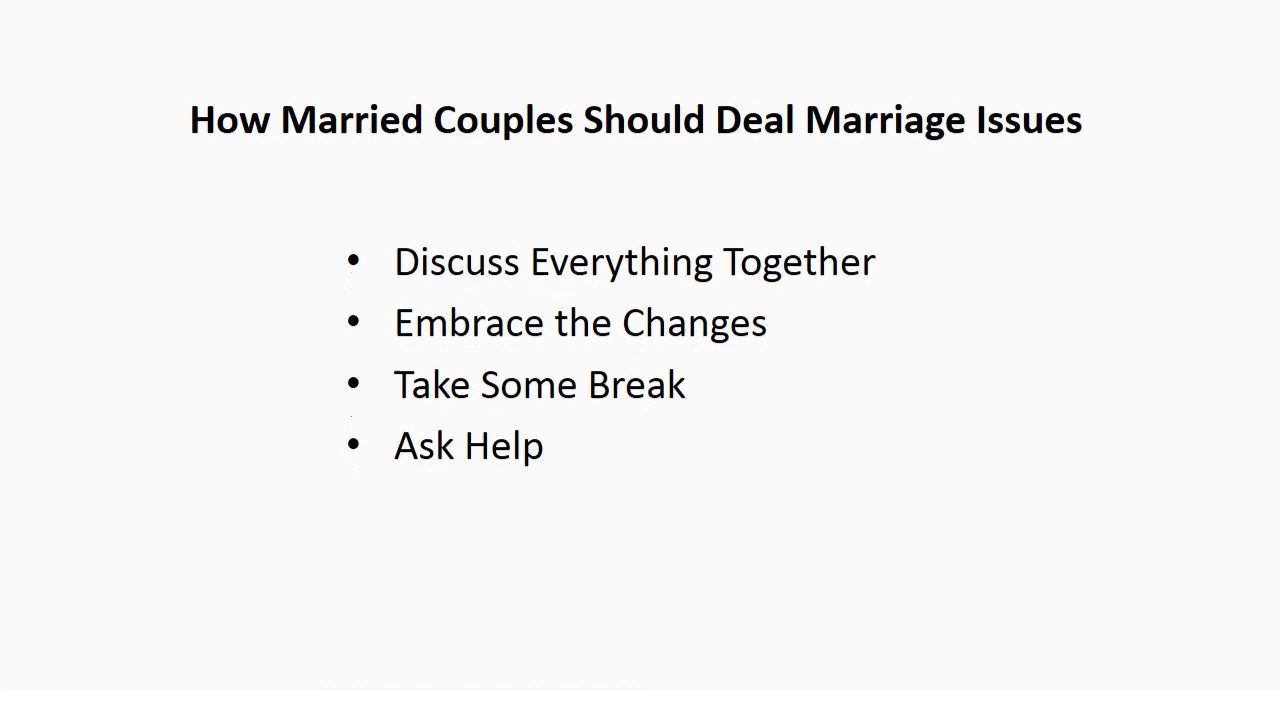 How Married Couples Should Deal Marriage Issues
• Discuss Everything Together
• Embrace the Changes
• Take Some Break
• Ask Help